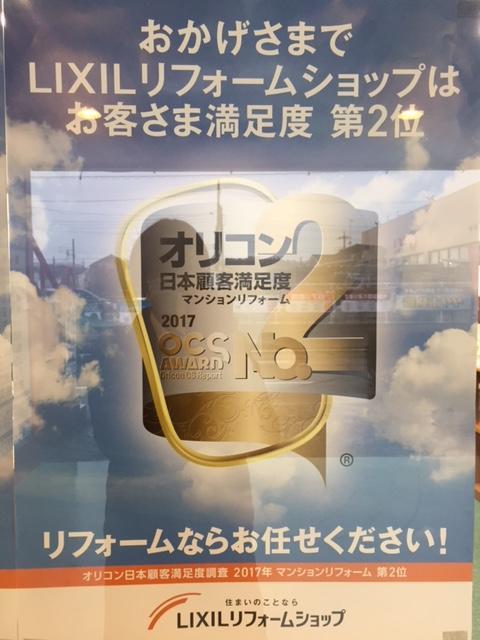 おかげさまで
LIXILリフォームショップは
お客さま満足度 第2位
オリコン
日本顧客満足度
マンションリフォーム
2017
OCS
AWARD
Oricon CS Report
No.2
®
リフォームならお任せください!
オリコン日本顧客満足度調査 2017年 マンションリフォーム 第2位
住まいのことなら
LIXILリフォームショップ